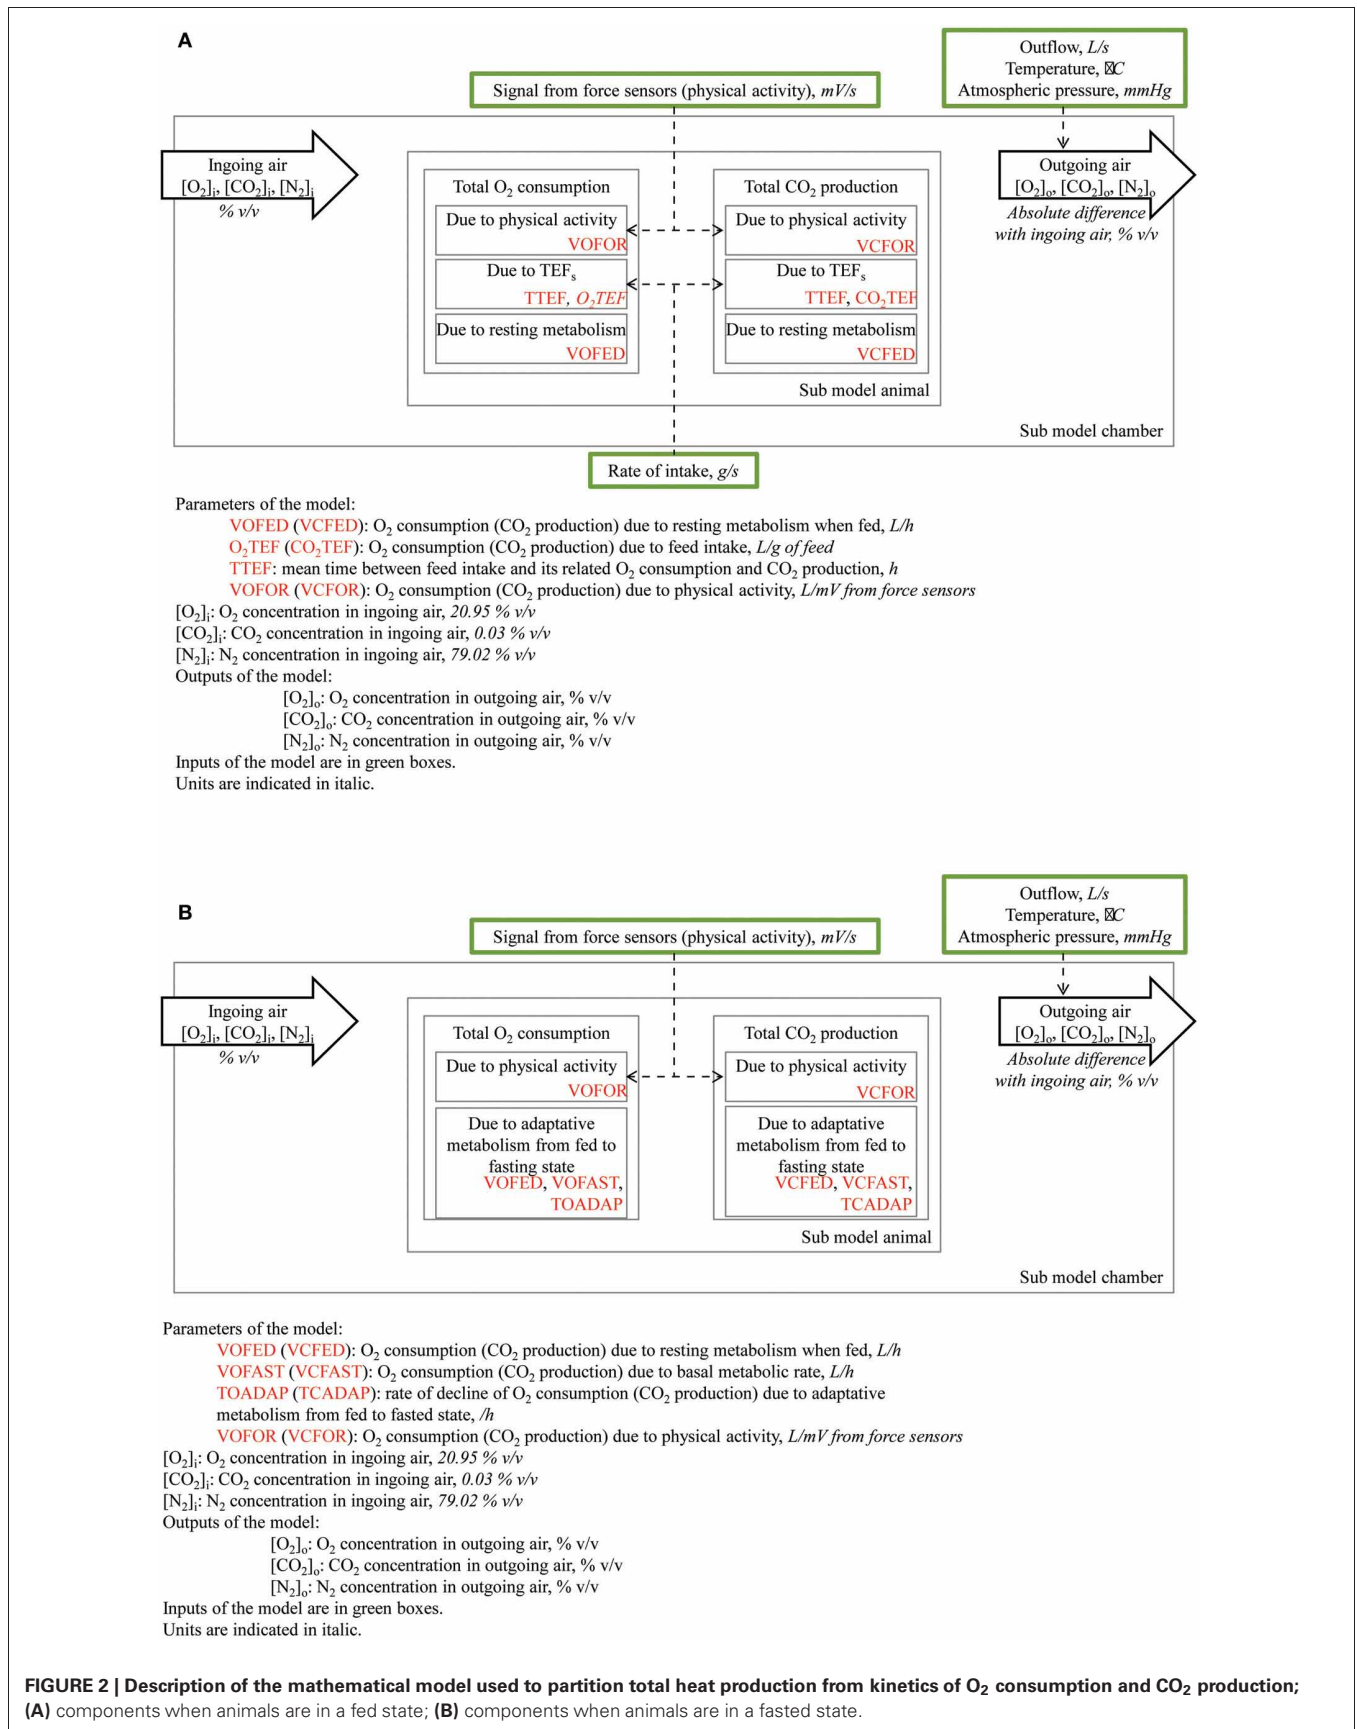 A
Outflow, L/s
Temperature, C
Atmospheric pressure, mmHg
Signal from force sensors (physical activity), mV/s
Ingoing air
[O₂]ᵢ, [CO₂]ᵢ, [N₂]ᵢ
% v/v
Total O₂ consumption
Due to physical activity
VOFOR
Due to TEFₛ
TTEF, O₂TEF
Due to resting metabolism
VOFED
Total CO₂ production
Due to physical activity
VCFOR
Due to TEFₛ
TTEF, CO₂TEF
Due to resting metabolism
VCFED
Sub model animal
Outgoing air
[O₂]ₒ, [CO₂]ₒ, [N₂]ₒ
Absolute difference
with ingoing air, % v/v
Sub model chamber
Rate of intake, g/s
Parameters of the model:
VOFED (VCFED): O₂ consumption (CO₂ production) due to resting metabolism when fed, L/h
O₂TEF (CO₂TEF): O₂ consumption (CO₂ production) due to feed intake, L/g of feed
TTEF: mean time between feed intake and its related O₂ consumption and CO₂ production, h
VOFOR (VCFOR): O₂ consumption (CO₂ production) due to physical activity, L/mV from force sensors
[O₂]ᵢ: O₂ concentration in ingoing air, 20.95 % v/v
[CO₂]ᵢ: CO₂ concentration in ingoing air, 0.03 % v/v
[N₂]ᵢ: N₂ concentration in ingoing air, 79.02 % v/v
Outputs of the model:
[O₂]ₒ: O₂ concentration in outgoing air, % v/v
[CO₂]ₒ: CO₂ concentration in outgoing air, % v/v
[N₂]ₒ: N₂ concentration in outgoing air, % v/v
Inputs of the model are in green boxes.
Units are indicated in italic.
B
Outflow, L/s
Temperature, C
Atmospheric pressure, mmHg
Signal from force sensors (physical activity), mV/s
Ingoing air
[O₂]ᵢ, [CO₂]ᵢ, [N₂]ᵢ
% v/v
Total O₂ consumption
Due to physical activity
VOFOR
Due to adaptative
metabolism from fed to
fasting state
VOFED, VOFAST,
TOADAP
Total CO₂ production
Due to physical activity
VCFOR
Due to adaptative
metabolism from fed to
fasting state
VCFED, VCFAST,
TCADAP
Sub model animal
Outgoing air
[O₂]ₒ, [CO₂]ₒ, [N₂]ₒ
Absolute difference
with ingoing air, % v/v
Sub model chamber
Parameters of the model:
VOFED (VCFED): O₂ consumption (CO₂ production) due to resting metabolism when fed, L/h
VOFAST (VCFAST): O₂ consumption (CO₂ production) due to basal metabolic rate, L/h
TOADAP (TCADAP): rate of decline of O₂ consumption (CO₂ production) due to adaptative
metabolism from fed to fasted state, /h
VOFOR (VCFOR): O₂ consumption (CO₂ production) due to physical activity, L/mV from force sensors
[O₂]ᵢ: O₂ concentration in ingoing air, 20.95 % v/v
[CO₂]ᵢ: CO₂ concentration in ingoing air, 0.03 % v/v
[N₂]ᵢ: N₂ concentration in ingoing air, 79.02 % v/v
Outputs of the model:
[O₂]ₒ: O₂ concentration in outgoing air, % v/v
[CO₂]ₒ: CO₂ concentration in outgoing air, % v/v
[N₂]ₒ: N₂ concentration in outgoing air, % v/v
Inputs of the model are in green boxes.
Units are indicated in italic.
FIGURE 2 | Description of the mathematical model used to partition total heat production from kinetics of O₂ consumption and CO₂ production;
(A) components when animals are in a fed state; (B) components when animals are in a fasted state.